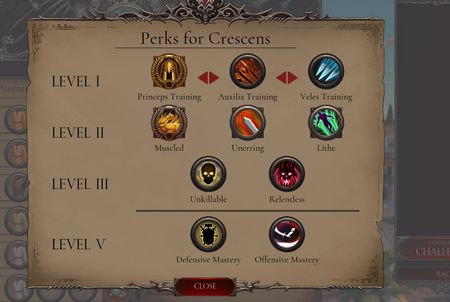 Perks for Crescens
LEVEL I
Princeps Training Auxilia Training Veles Training
LEVEL II
Muscled Unerring Lithe
LEVEL III
Unkillable Relentless
LEVEL V
Defensive Mastery Offensive Mastery
CLOSE